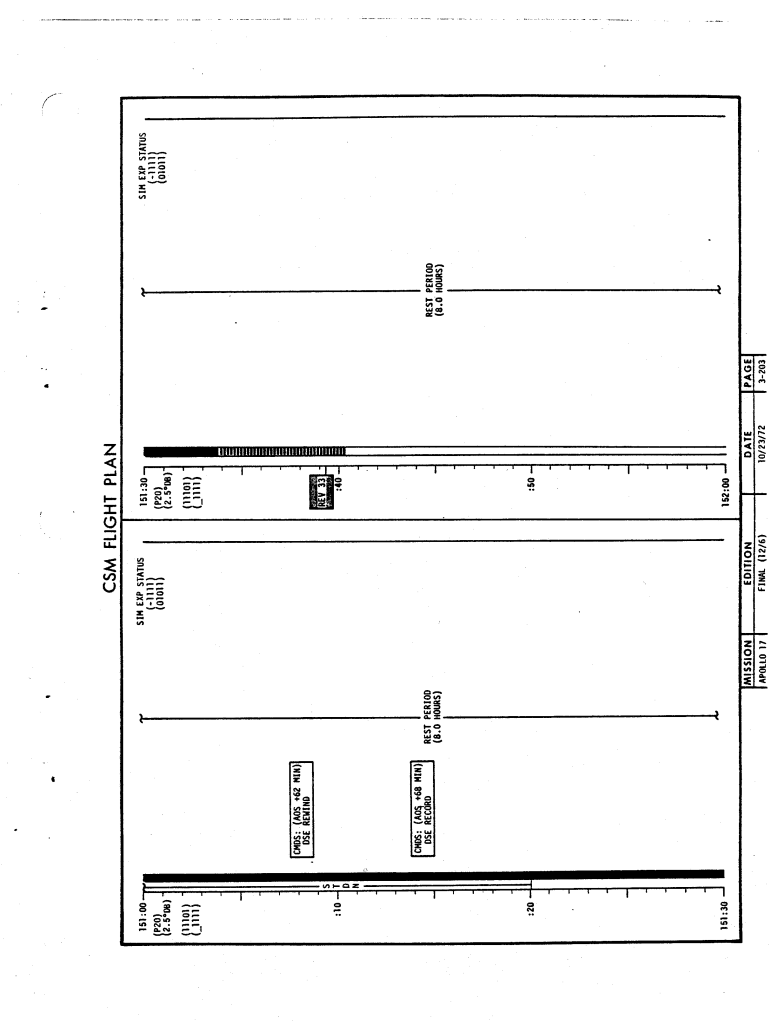 CSM FLIGHT PLAN
151:00
(P20)
(2.5°DB)
(11101)
(_1111)
:10
:20
151:30
S
T
D
N
CMDS: (AOS +62 MIN)
DSE REWIND
CMDS: (AOS +68 MIN)
DSE RECORD
REST PERIOD
(8.0 HOURS)
SIM EXP STATUS
(-1111)
(01011)
151:30
(P20)
(2.5°DB)
(11101)
(_1111)
REV 33
:40
:50
152:00
REST PERIOD
(8.0 HOURS)
SIM EXP STATUS
(-1111)
(01011)
MISSION
EDITION
DATE
PAGE
APOLLO 17
FINAL (12/6)
10/23/72
3-203